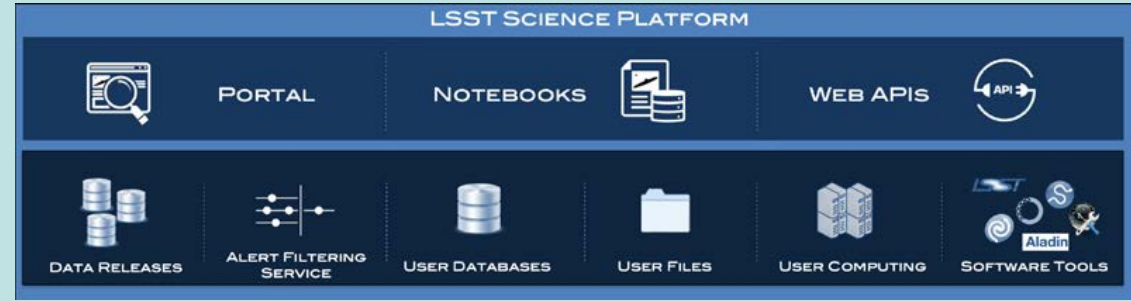 LSST SCIENCE PLATFORM
PORTAL
NOTEBOOKS
WEB APIS
API
DATA RELEASES
ALERT FILTERING
SERVICE
USER DATABASES
USER FILES
USER COMPUTING
LSST
S
Aladin
SOFTWARE TOOLS